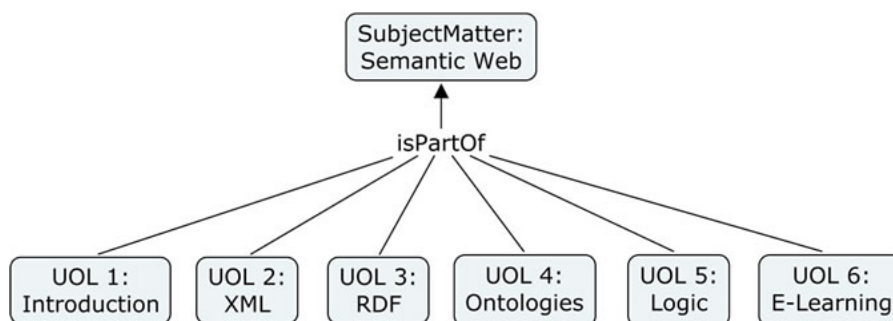 SubjectMatter:
Semantic Web
isPartOf
UOL 1:
Introduction
UOL 2:
XML
UOL 3:
RDF
UOL 4:
Ontologies
UOL 5:
Logic
UOL 6:
E-Learning